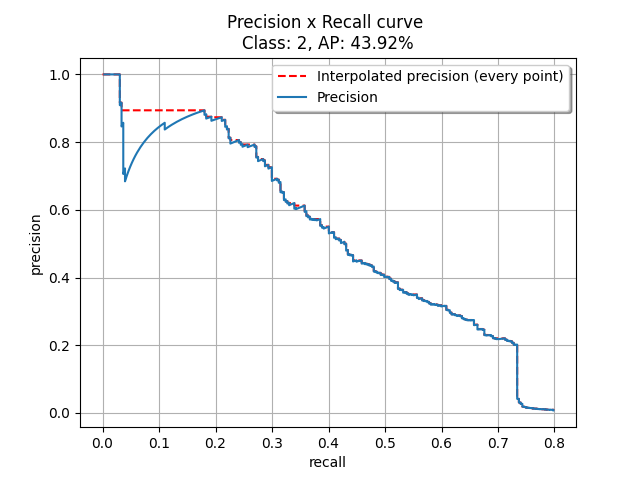 Precision x Recall curve
Class: 2, AP: 43.92%
Interpolated precision (every point)
Precision
precision
1.0
0.8
0.6
0.4
0.2
0.0
0.0 0.1 0.2 0.3 0.4 0.5 0.6 0.7 0.8
recall